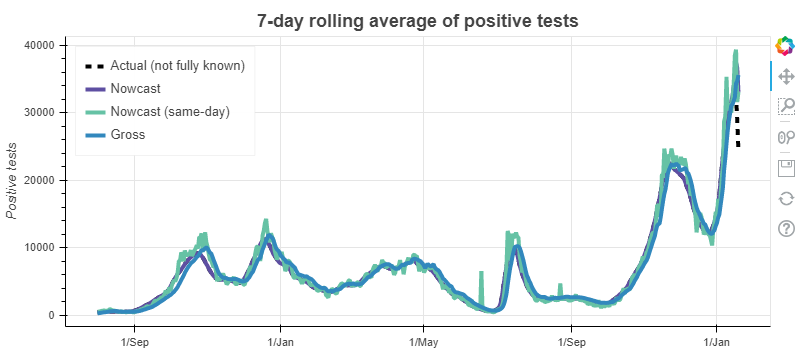 7-day rolling average of positive tests
40000
30000
20000
10000
0
Positive tests
Actual (not fully known)
Nowcast
Nowcast (same-day)
Gross
1/Sep
1/Jan
1/May
1/Sep
1/Jan